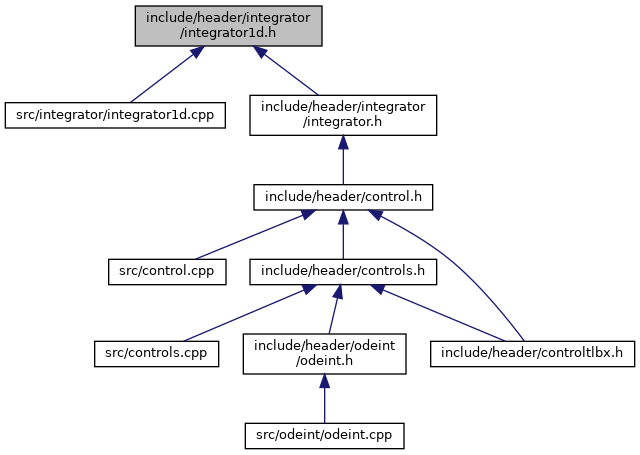 include/header/integrator
/integrator1d.h
src/integrator/integrator1d.cpp
include/header/integrator
/integrator.h
include/header/control.h
src/control.cpp
include/header/controls.h
src/controls.cpp
include/header/odeint
/odeint.h
include/header/controltlbx.h
src/odeint/odeint.cpp